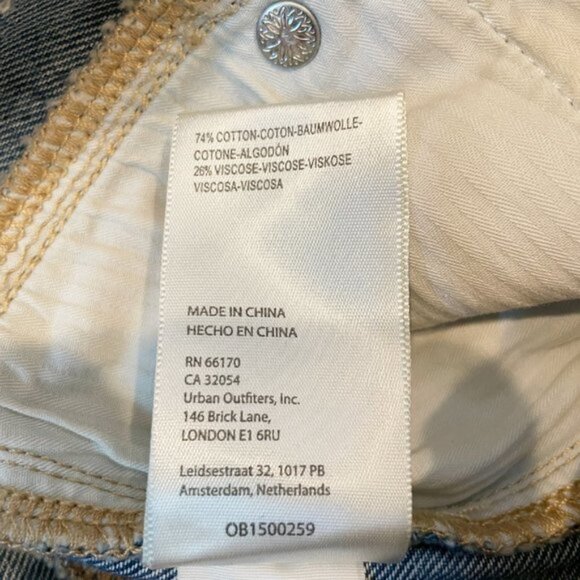 74% COTTON-COTON-BAUMWOLLE-
COTONE-ALGODÓN
26% VISCOSE-VISCOSE-VISKOSE
VISCOSA-VISCOSA
MADE IN CHINA
HECHO EN CHINA
RN 66170
CA 32054
Urban Outfitters, Inc.
146 Brick Lane,
LONDON E1 6RU
Leidsestraat 32, 1017 PB
Amsterdam, Netherlands
OB1500259